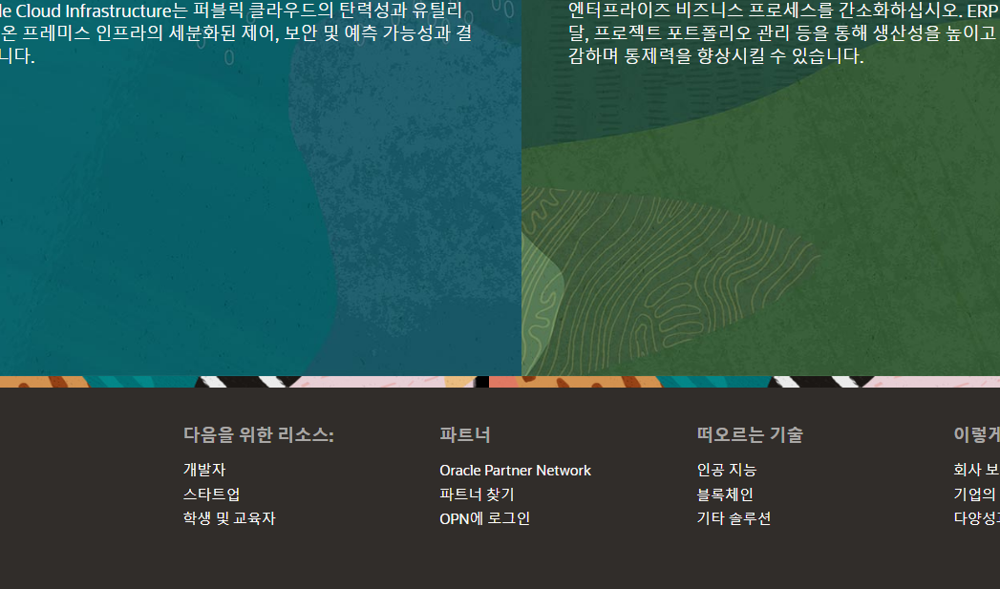 Cloud Infrastructure는 퍼블릭 클라우드의 탄력성과 유틸리
온 프레미스 인프라의 세분화된 제어, 보안 및 예측 가능성과 결
니다.
엔터프라이즈 비즈니스 프로세스를 간소화하십시오. ERP
달, 프로젝트 포트폴리오 관리 등을 통해 생산성을 높이고
감하며 통제력을 향상시킬 수 있습니다.
다음을 위한 리소스:
개발자
스타트업
학생 및 교육자
파트너
Oracle Partner Network
파트너 찾기
OPN에 로그인
떠오르는 기술
인공 지능
블록체인
기타 솔루션
이렇게
회사 보
기업의
다양성